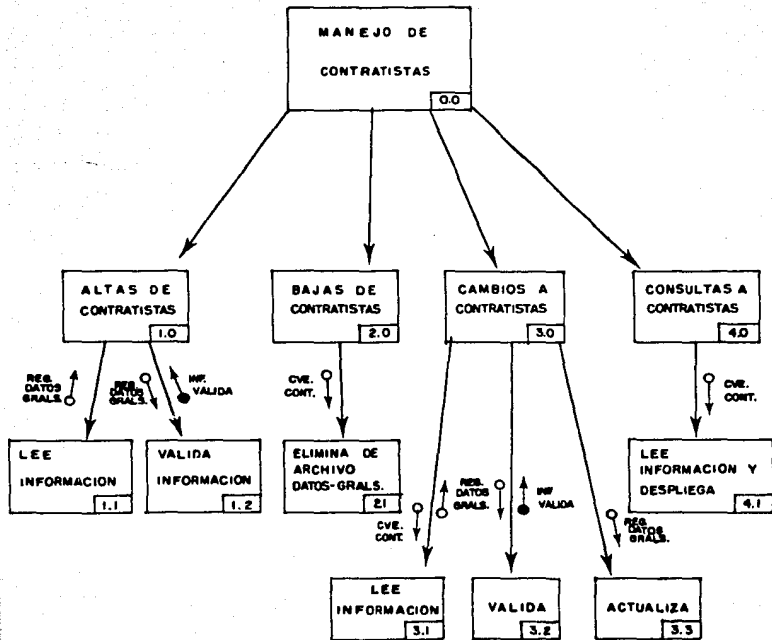 MANEJO DE
CONTRATISTAS
0.0
ALTAS DE
CONTRATISTAS
1.0
BAJAS DE
CONTRATISTAS
2.0
CAMBIOS A
CONTRATISTAS
3.0
CONSULTAS A
CONTRATISTAS
4.0
REG.
DATOS
GRALS.
REG.
DATOS
GRALS.
INF.
VALIDA
CVE.
CONT.
CVE.
CONT.
LEE
INFORMACION
1.1
VALIDA
INFORMACION
1.2
ELIMINA DE
ARCHIVO
DATOS-GRALS.
21
LEE
INFORMACION Y
DESPLIEGA
4.1
CVE.
CONT.
REG.
DATOS
GRALS.
INF
VALIDA
REG.
DATOS
GRALS.
LEE
INFORMACION
3.1
VALIDA
3.2
ACTUALIZA
3.3